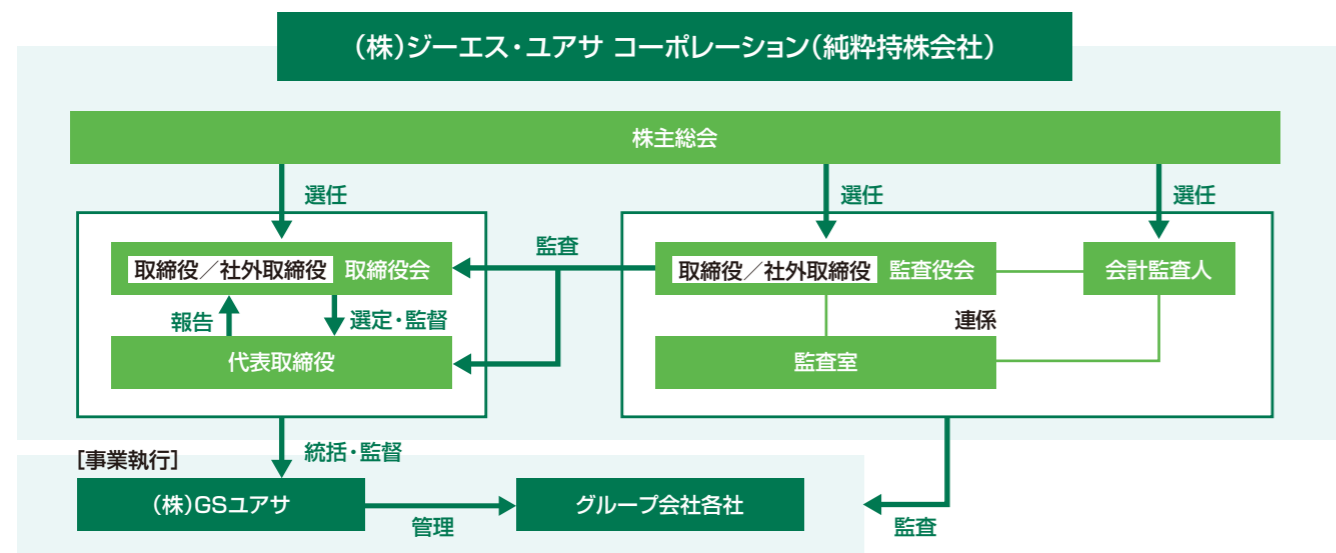 (株)ジーエス・ユアサ コーポレーション(純粋持株会社)
株主総会
選任
選任
選任
取締役／社外取締役 取締役会
監査
取締役／社外取締役 監査役会
会計監査人
報告
選定・監督
連係
代表取締役
監査室
統括・監督
[事業執行]
(株)GSユアサ
管理
グループ会社各社
監査